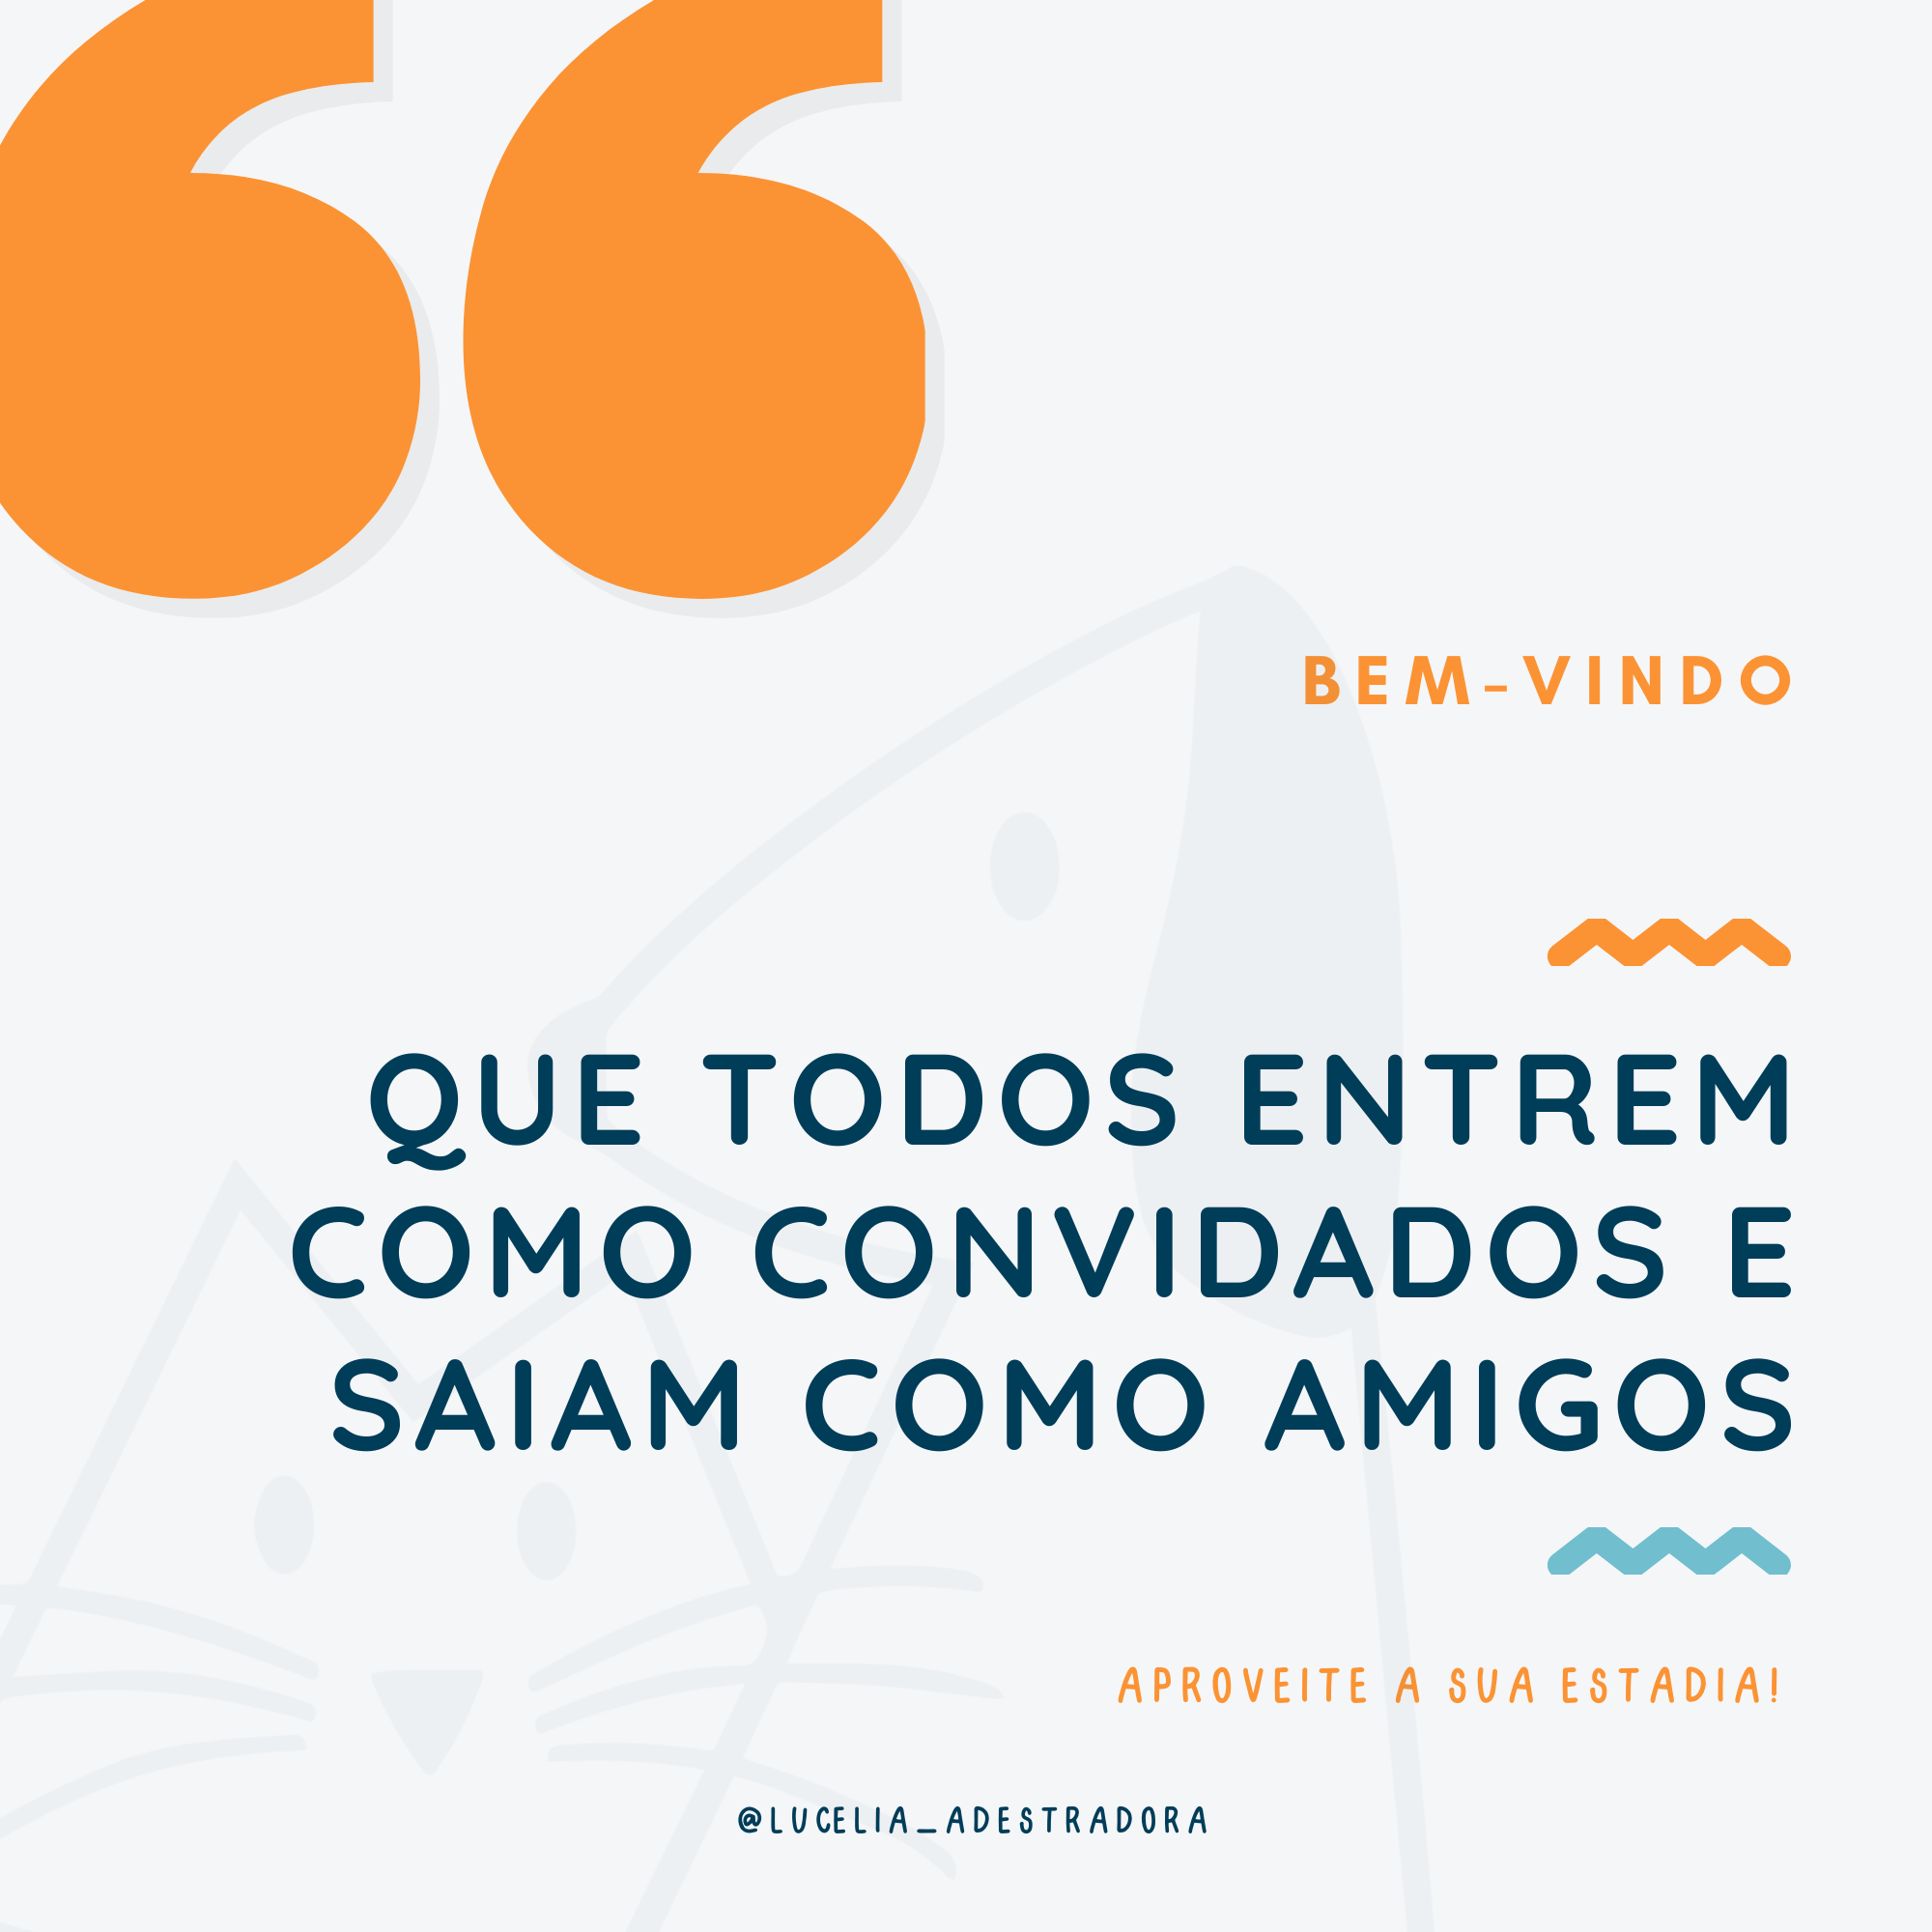 BEM-VINDO
QUE TODOS ENTREM
COMO CONVIDADOS E
SAIAM COMO AMIGOS
APROVEITE A SUA ESTADIA!
@LUCELIA_ADESTRADORA